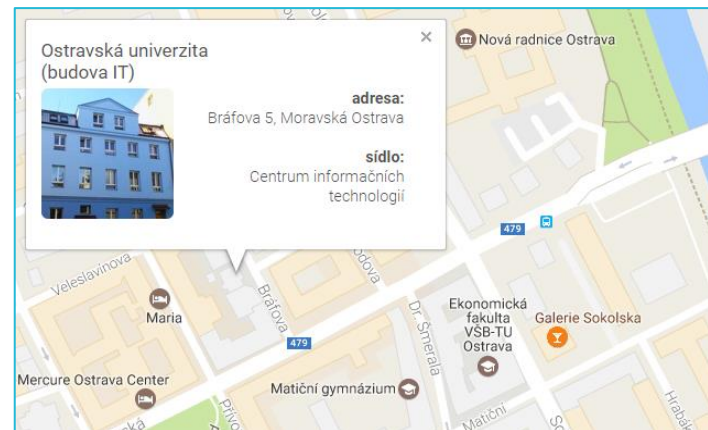 Ostravská univerzita
(budova IT)
adresa:
Bráfova 5, Moravská Ostrava
sídlo:
Centrum informačních
technologií
Nová radnice Ostrava
479
Veleslavínova
Maria
Bráfova
479
Dr. Šmerala
Ekonomická
fakulta
VŠB-TU
Ostrava
Galerie Sokolska
Mercure Ostrava Center
Matiční gymnázium
Matiční